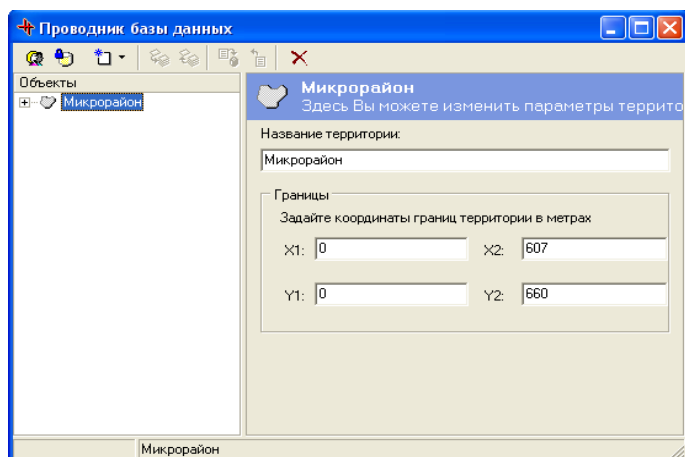 Проводник базы данных
Объекты
Микрорайон
Микрорайон
Здесь Вы можете изменить параметры террито
Название территории:
Микрорайон
Границы
Задайте координаты границ территории в метрах
X1: 0 X2: 607
Y1: 0 Y2: 660
Микрорайон